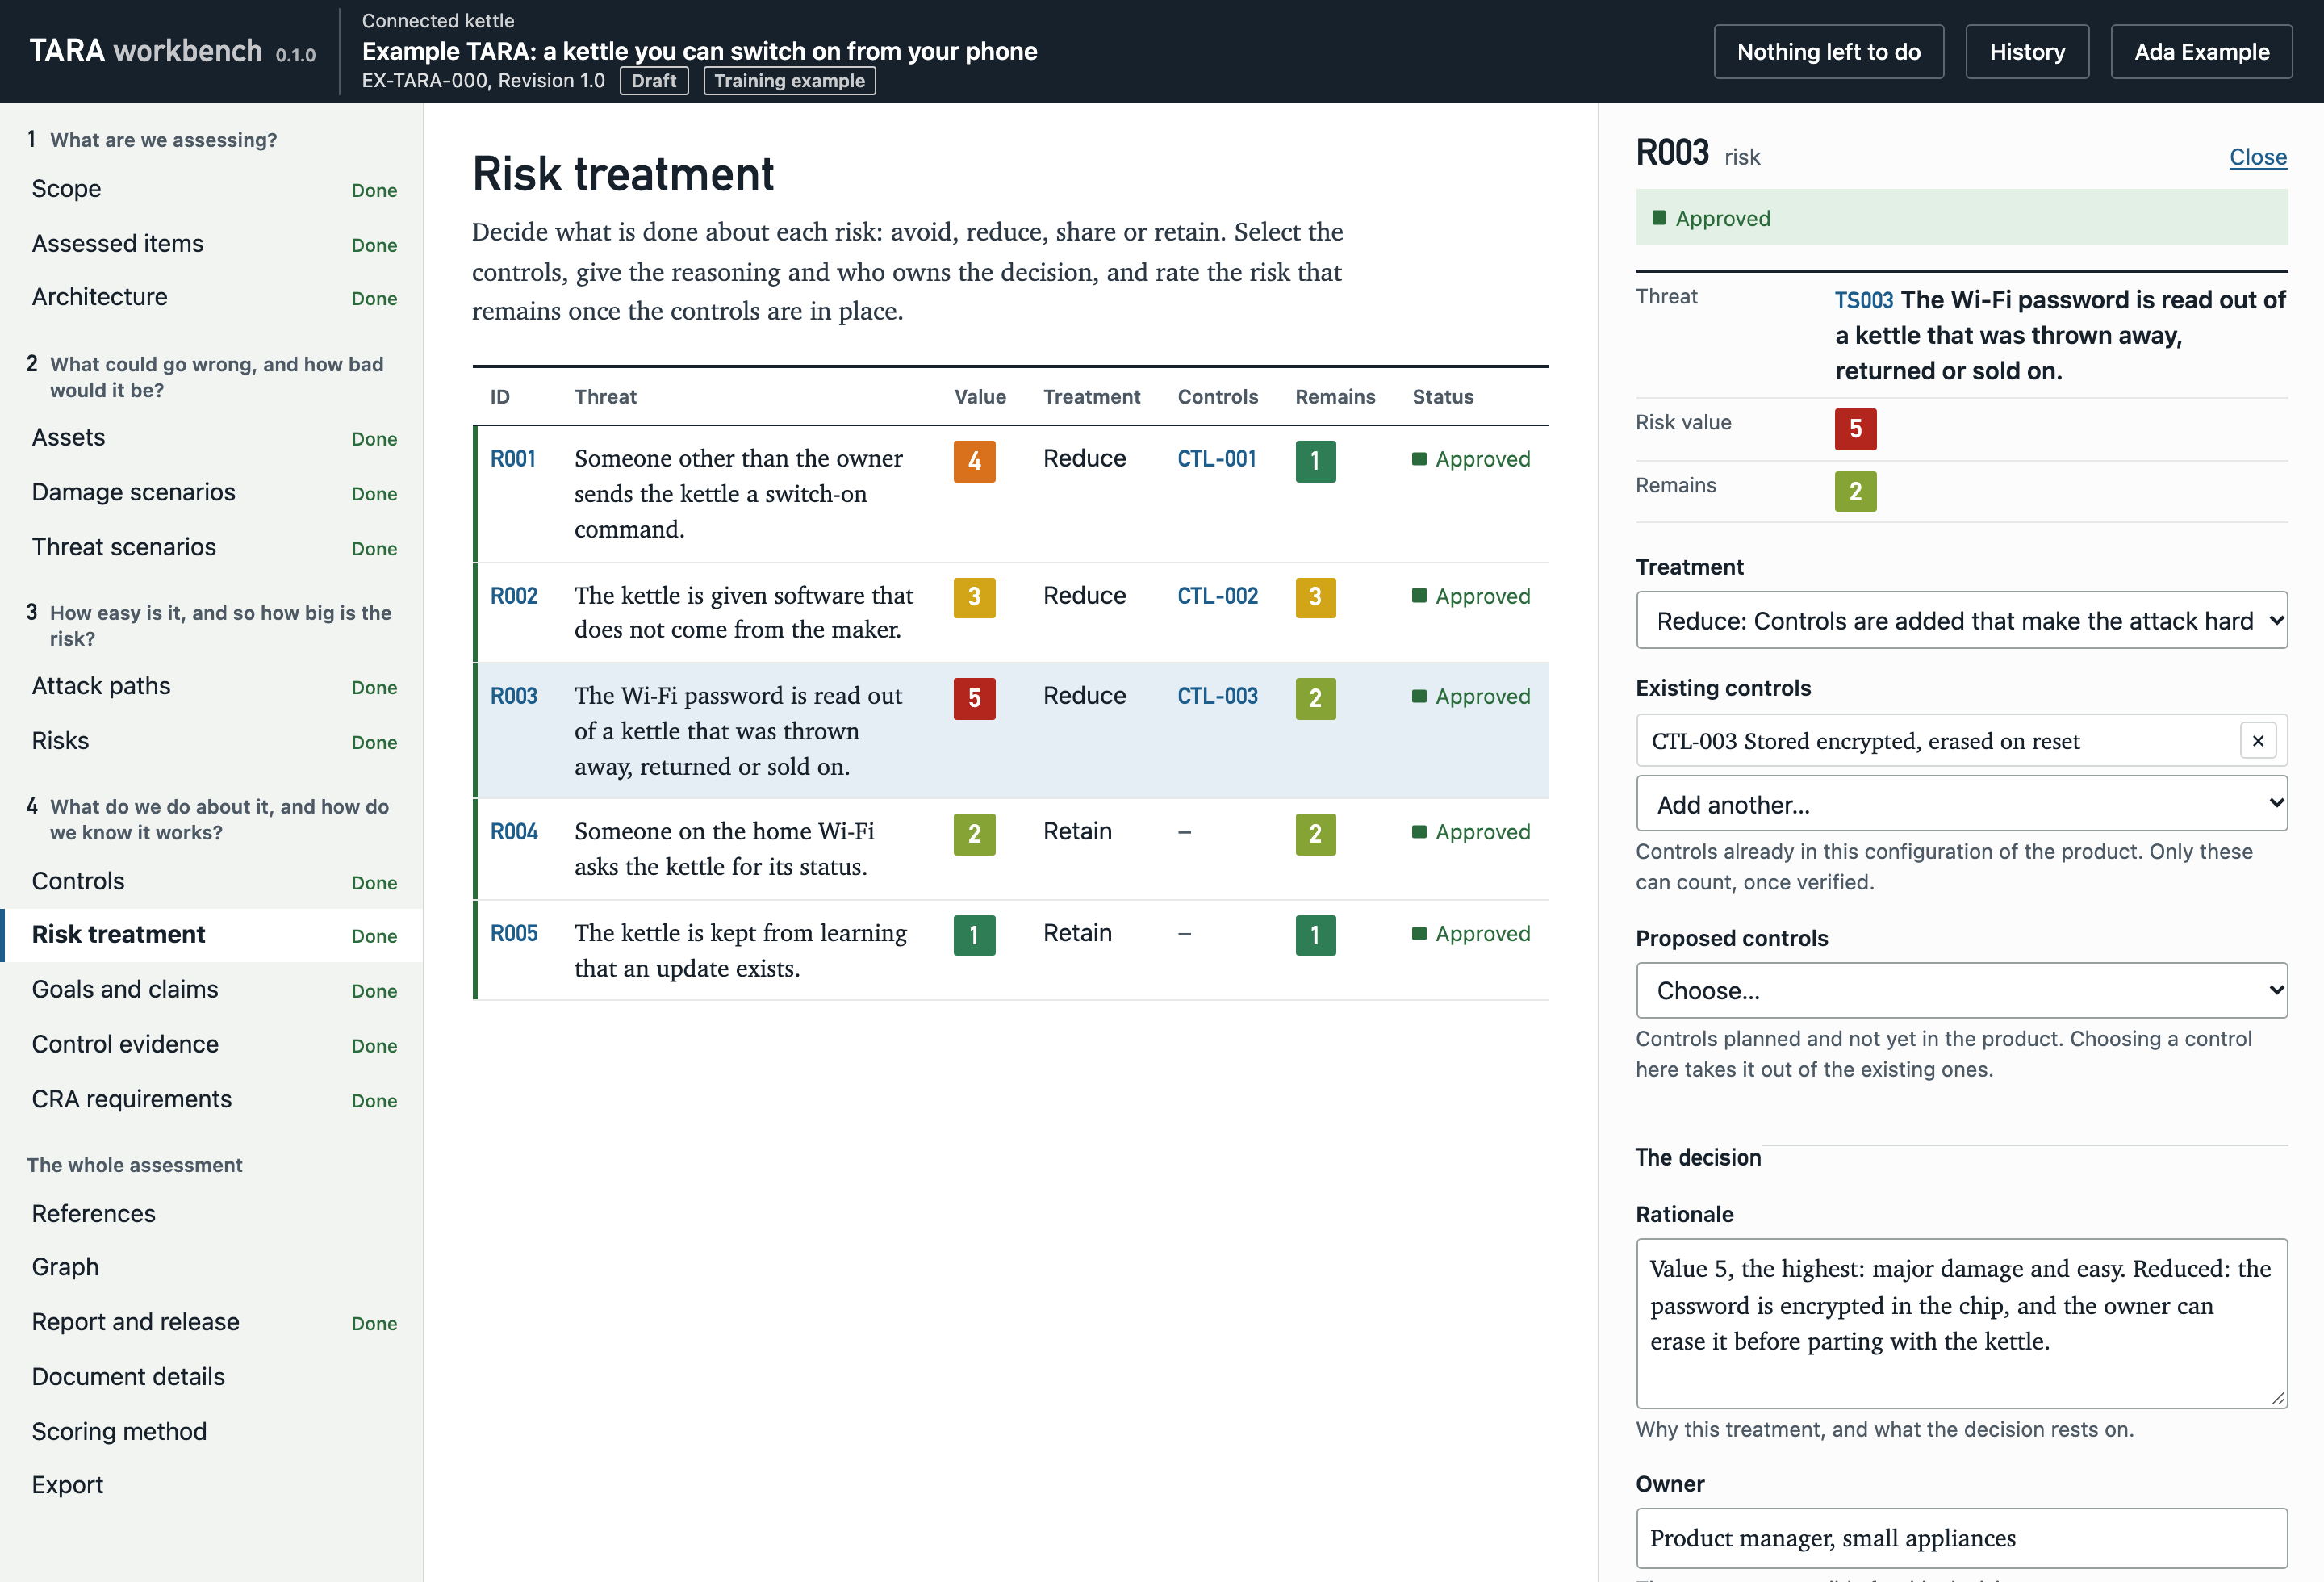 TARA workbench 0.1.0
Connected kettle
Example TARA: a kettle you can switch on from your phone
EX-TARA-000, Revision 1.0 Draft Training example
Nothing left to do
History
Ada Example
1 What are we assessing?
Scope Done
Assessed items Done
Architecture Done
2 What could go wrong, and how bad
would it be?
Assets Done
Damage scenarios Done
Threat scenarios Done
3 How easy is it, and so how big is the
risk?
Attack paths Done
Risks Done
4 What do we do about it, and how do
we know it works?
Controls Done
Risk treatment Done
Goals and claims Done
Control evidence Done
CRA requirements Done
The whole assessment
References
Graph
Report and release Done
Document details
Scoring method
Export
Risk treatment
Decide what is done about each risk: avoid, reduce, share or retain. Select the
controls, give the reasoning and who owns the decision, and rate the risk that
remains once the controls are in place.
ID Threat Value Treatment Controls Remains Status
R001 Someone other than the owner 4 Reduce CTL-001 1 Approved
sends the kettle a switch-on
command.
R002 The kettle is given software that 3 Reduce CTL-002 3 Approved
does not come from the maker.
R003 The Wi-Fi password is read out 5 Reduce CTL-003 2 Approved
of a kettle that was thrown
away, returned or sold on.
R004 Someone on the home Wi-Fi 2 Retain – 2 Approved
asks the kettle for its status.
R005 The kettle is kept from learning 1 Retain – 1 Approved
that an update exists.
R003 risk Close
Approved
Threat TS003 The Wi-Fi password is read out of
a kettle that was thrown away,
returned or sold on.
Risk value 5
Remains 2
Treatment
Reduce: Controls are added that make the attack hard
Existing controls
CTL-003 Stored encrypted, erased on reset ×
Add another...
Controls already in this configuration of the product. Only these
can count, once verified.
Proposed controls
Choose...
Controls planned and not yet in the product. Choosing a control
here takes it out of the existing ones.
The decision
Rationale
Value 5, the highest: major damage and easy. Reduced: the
password is encrypted in the chip, and the owner can
erase it before parting with the kettle.
Why this treatment, and what the decision rests on.
Owner
Product manager, small appliances